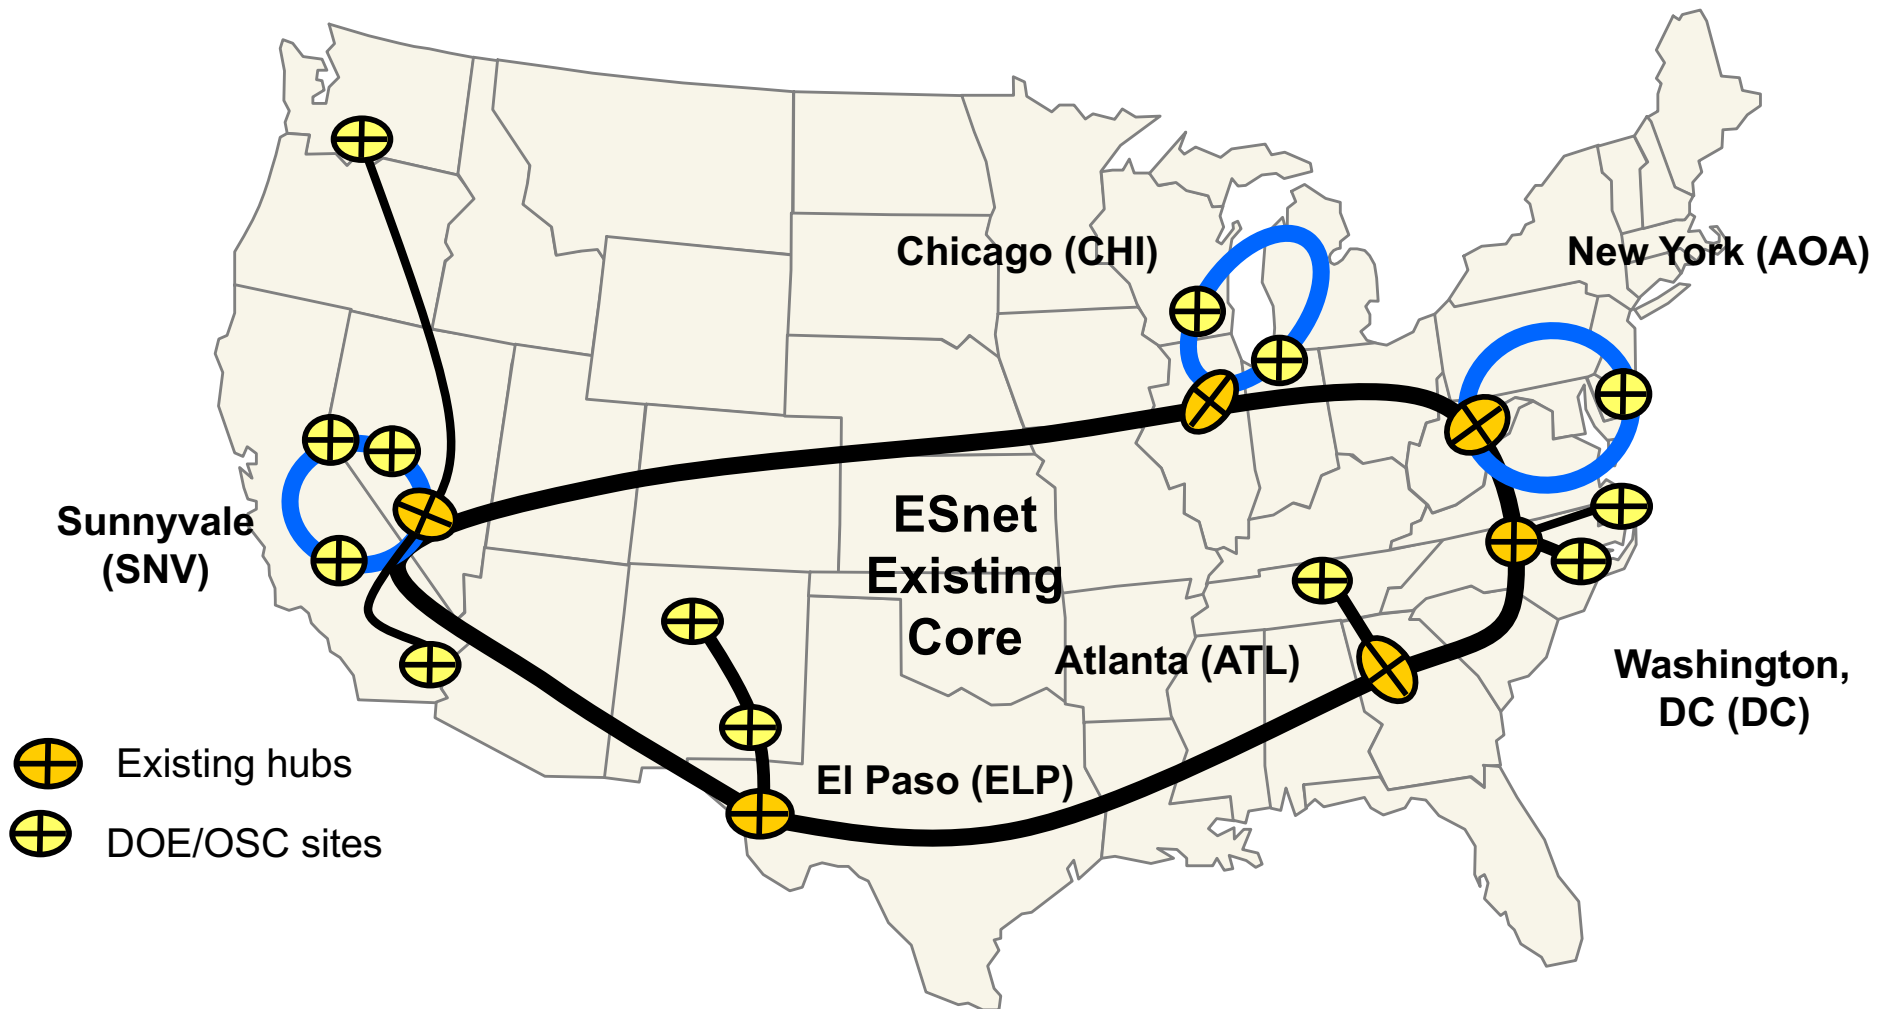 Chicago (CHI)
New York (AOA)
Sunnyvale
(SNV)
ESnet
Existing
Core
Atlanta (ATL)
Washington,
DC (DC)
El Paso (ELP)
Existing hubs
DOE/OSC sites